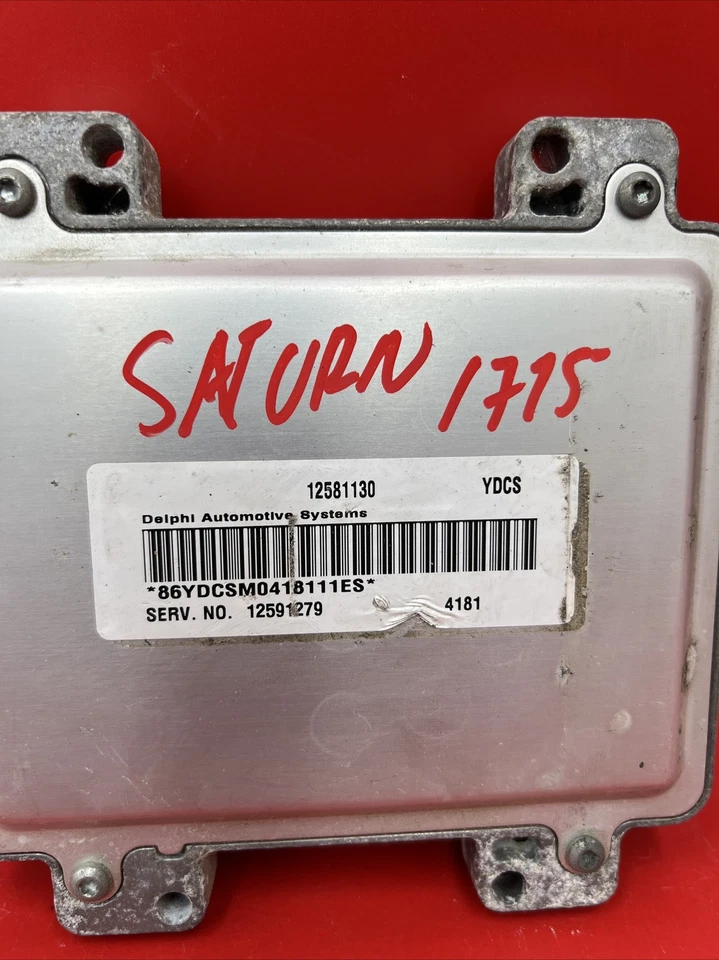 SATURN 1715
12581130 YDCS
Delphi Automotive Systems
*86YDCSM0418111ES*
SERV. NO. 12591279 4181